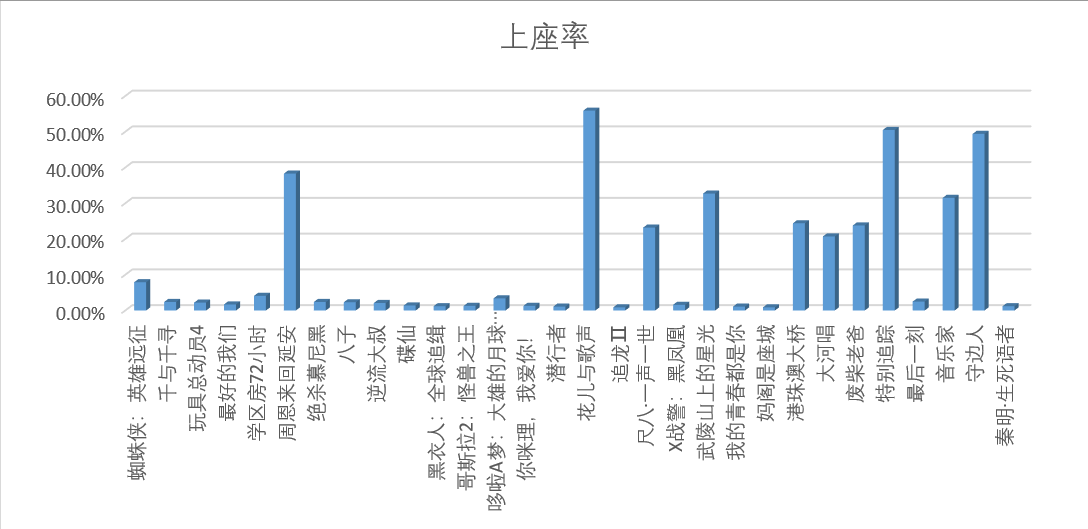 上座率
60.00%
50.00%
40.00%
30.00%
20.00%
10.00%
0.00%
蜘蛛侠：英雄远征
千与千寻
玩具总动员4
最好的我们
学区房72小时
周恩来回延安
绝杀慕尼黑
八子
逆流大叔
碟仙
黑衣人：全球追缉
哥斯拉2：怪兽之王
哆啦A梦：大雄的月球…
你咪理，我爱你！
潜行者
花儿与歌声
追龙Ⅱ
尺八·一声一世
X战警：黑凤凰
武陵山上的星光
我的青春都是你
妈阁是座城
港珠澳大桥
大河唱
废柴老爸
特别追踪
最后一刻
音乐家
守边人
秦明·生死语者